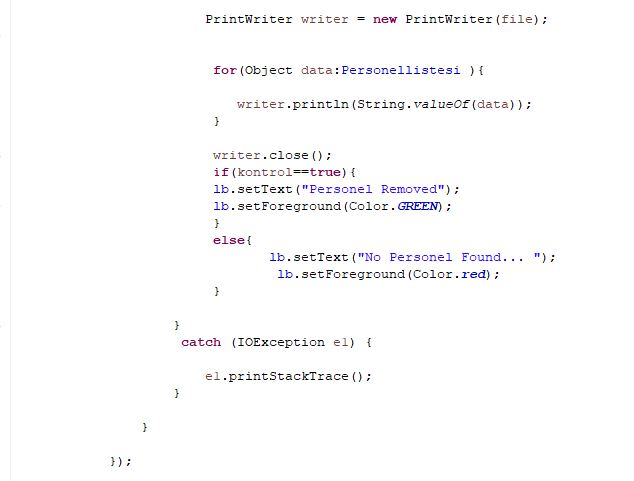 PrintWriter writer = new PrintWriter(file);
for(Object data:Personellistesi ){
writer.println(String.valueOf(data));
}
writer.close();
if(kontrol==true){
lb.setText("Personel Removed");
lb.setForeground(Color.GREEN);
}
else{
lb.setText("No Personel Found... ");
lb.setForeground(Color.red);
}
}
catch (IOException e1) {
e1.printStackTrace();
}
}
});